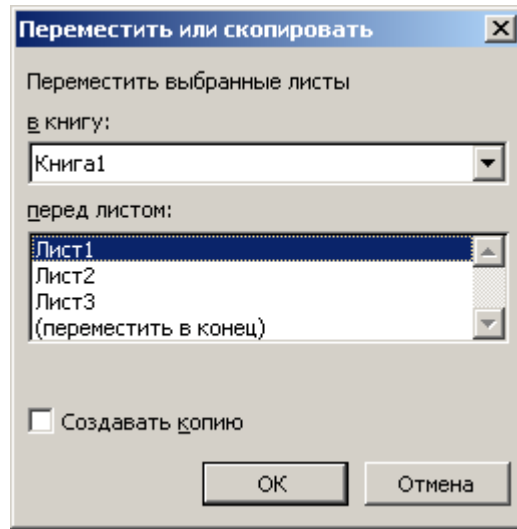 Переместить или скопировать
Переместить выбранные листы
в книгу:
Книга1
перед листом:
Лист1
Лист2
Лист3
(переместить в конец)
Создавать копию
ОК Отмена